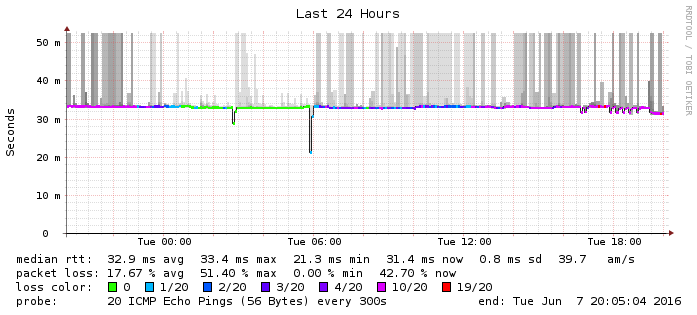 Last 24 Hours
RRDTOOL / TOBI OETIKER
Seconds
50 m
40 m
30 m
20 m
10 m
0
Tue 00:00 Tue 06:00 Tue 12:00 Tue 18:00
median rtt: 32.9 ms avg 33.4 ms max 21.3 ms min 31.4 ms now 0.8 ms sd 39.7 am/s
packet loss: 17.67 % avg 51.40 % max 0.00 % min 42.70 % now
loss color: 0 1/20 2/20 3/20 4/20 10/20 19/20
probe: 20 ICMP Echo Pings (56 Bytes) every 300s end: Tue Jun 7 20:05:04 2016